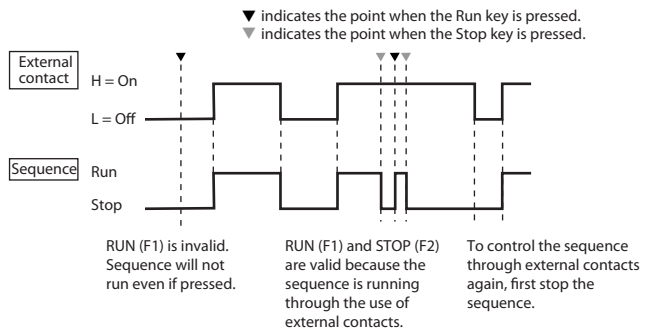 ▼ indicates the point when the Run key is pressed.
▼ indicates the point when the Stop key is pressed.
External
contact
H = On
L = Off
Sequence
Run
Stop
RUN (F1) is invalid.
Sequence will not
run even if pressed.
RUN (F1) and STOP (F2)
are valid because the
sequence is running
through the use of
external contacts.
To control the sequence
through external contacts
again, first stop the
sequence.